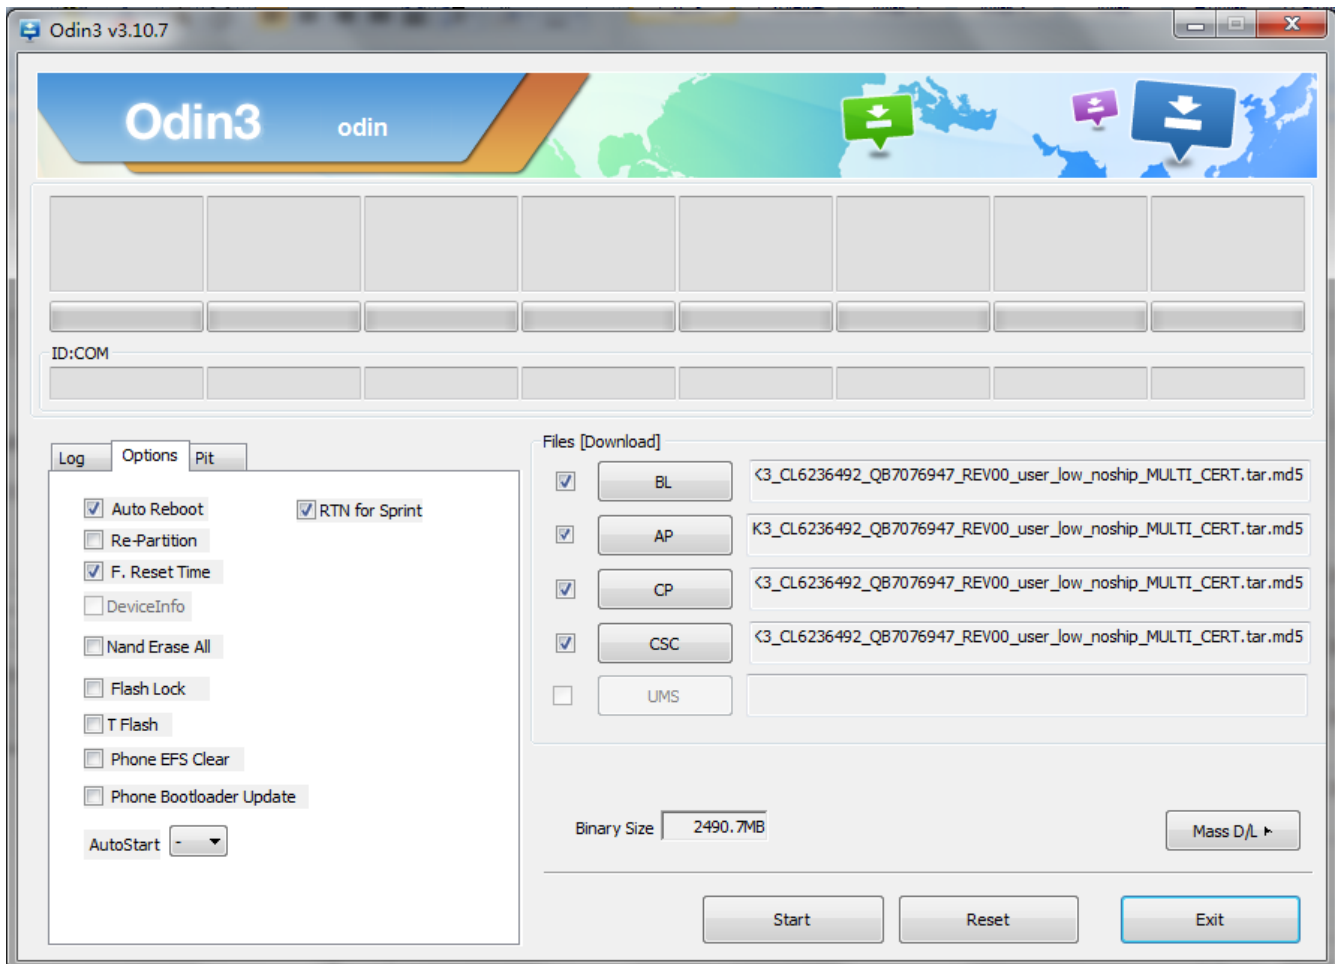 Odin3 v3.10.7
Odin3 odin
ID:COM
Log Options Pit
Auto Reboot RTN for Sprint
Re-Partition
F. Reset Time
DeviceInfo
Nand Erase All
Flash Lock
T Flash
Phone EFS Clear
Phone Bootloader Update
AutoStart -
Files [Download]
BL K3_CL6236492_QB7076947_REV00_user_low_noship_MULTI_CERT.tar.md5
AP K3_CL6236492_QB7076947_REV00_user_low_noship_MULTI_CERT.tar.md5
CP K3_CL6236492_QB7076947_REV00_user_low_noship_MULTI_CERT.tar.md5
CSC K3_CL6236492_QB7076947_REV00_user_low_noship_MULTI_CERT.tar.md5
UMS
Binary Size 2490.7MB
Mass D/L
Start Reset Exit